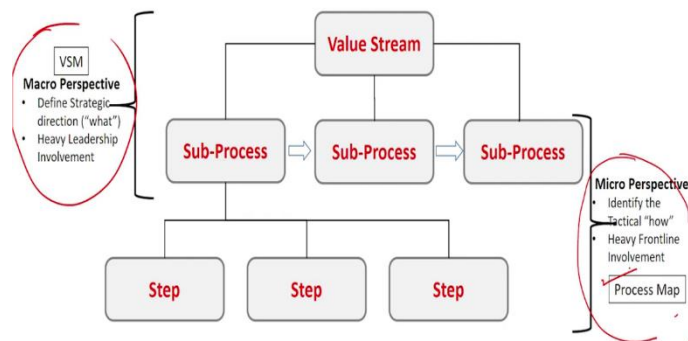 Value Stream
VSM
Macro Perspective
• Define Strategic
direction (“what”)
• Heavy Leadership
Involvement
Sub-Process
Sub-Process
Sub-Process
Micro Perspective
• Identify the
Tactical “how”
• Heavy Frontline
Involvement
Process Map
Step
Step
Step